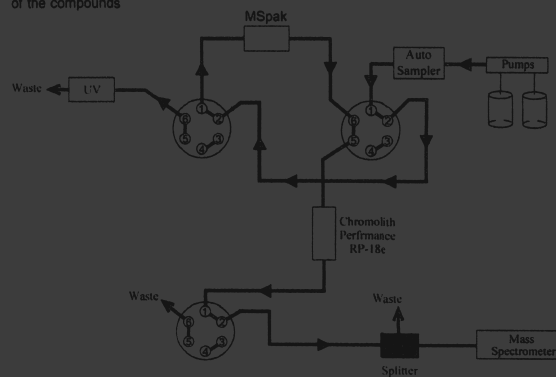 of the compounds
MSpak
Auto
Sampler
Pumps
Waste
UV
1
2
3
4
5
6
1
2
3
4
5
6
Chromolith
Perfrmance
RP-18e
Waste
1
2
3
4
5
6
Waste
Splitter
Mass
Spectrometer